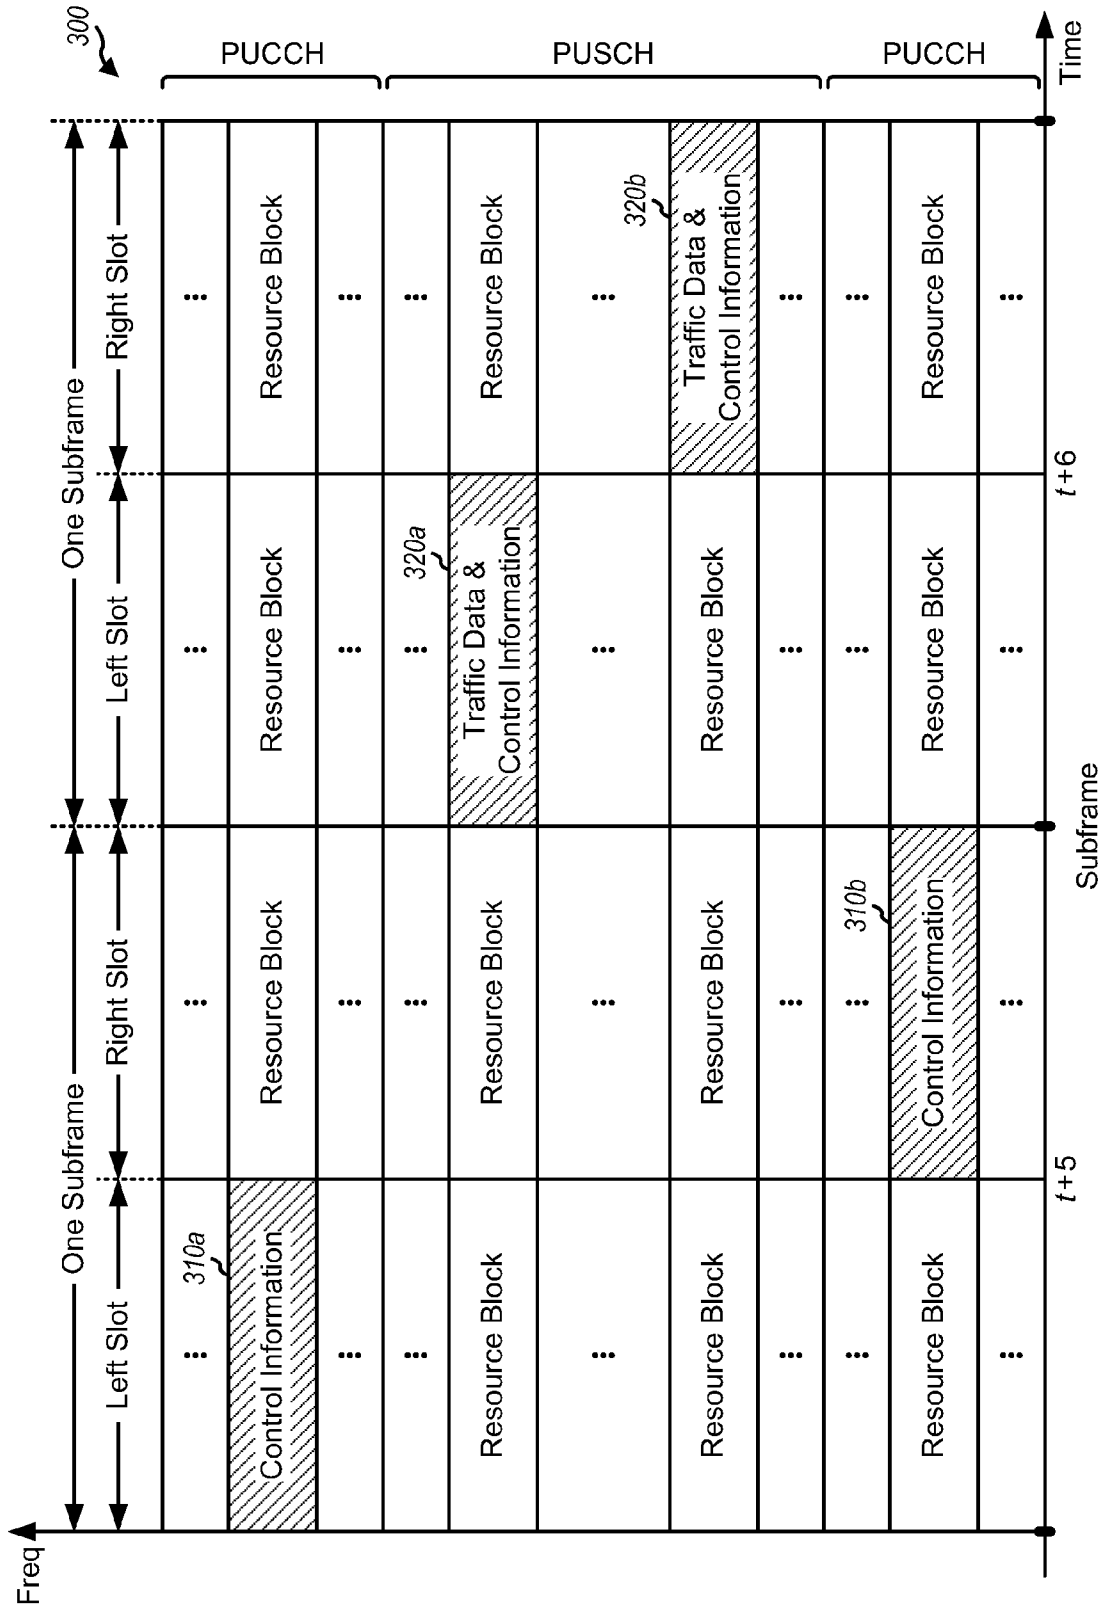 Freq
300
One Subframe
One Subframe
Left Slot
Right Slot
Left Slot
Right Slot
... 310a ... ... ...
Control Information
Resource Block
Resource Block
Resource Block
PUCCH
... ... ... ...
... ... ... 320a ...
Resource Block
Resource Block
Traffic Data &
Control Information
Resource Block
... ... ... ...
PUSCH
320b
Resource Block
Resource Block
Resource Block
Traffic Data &
Control Information
... ... ... ...
... ... 310b ... ...
Resource Block
Control Information
Resource Block
Resource Block
PUCCH
... ... ... ...
t+5
t+6
Time
Subframe